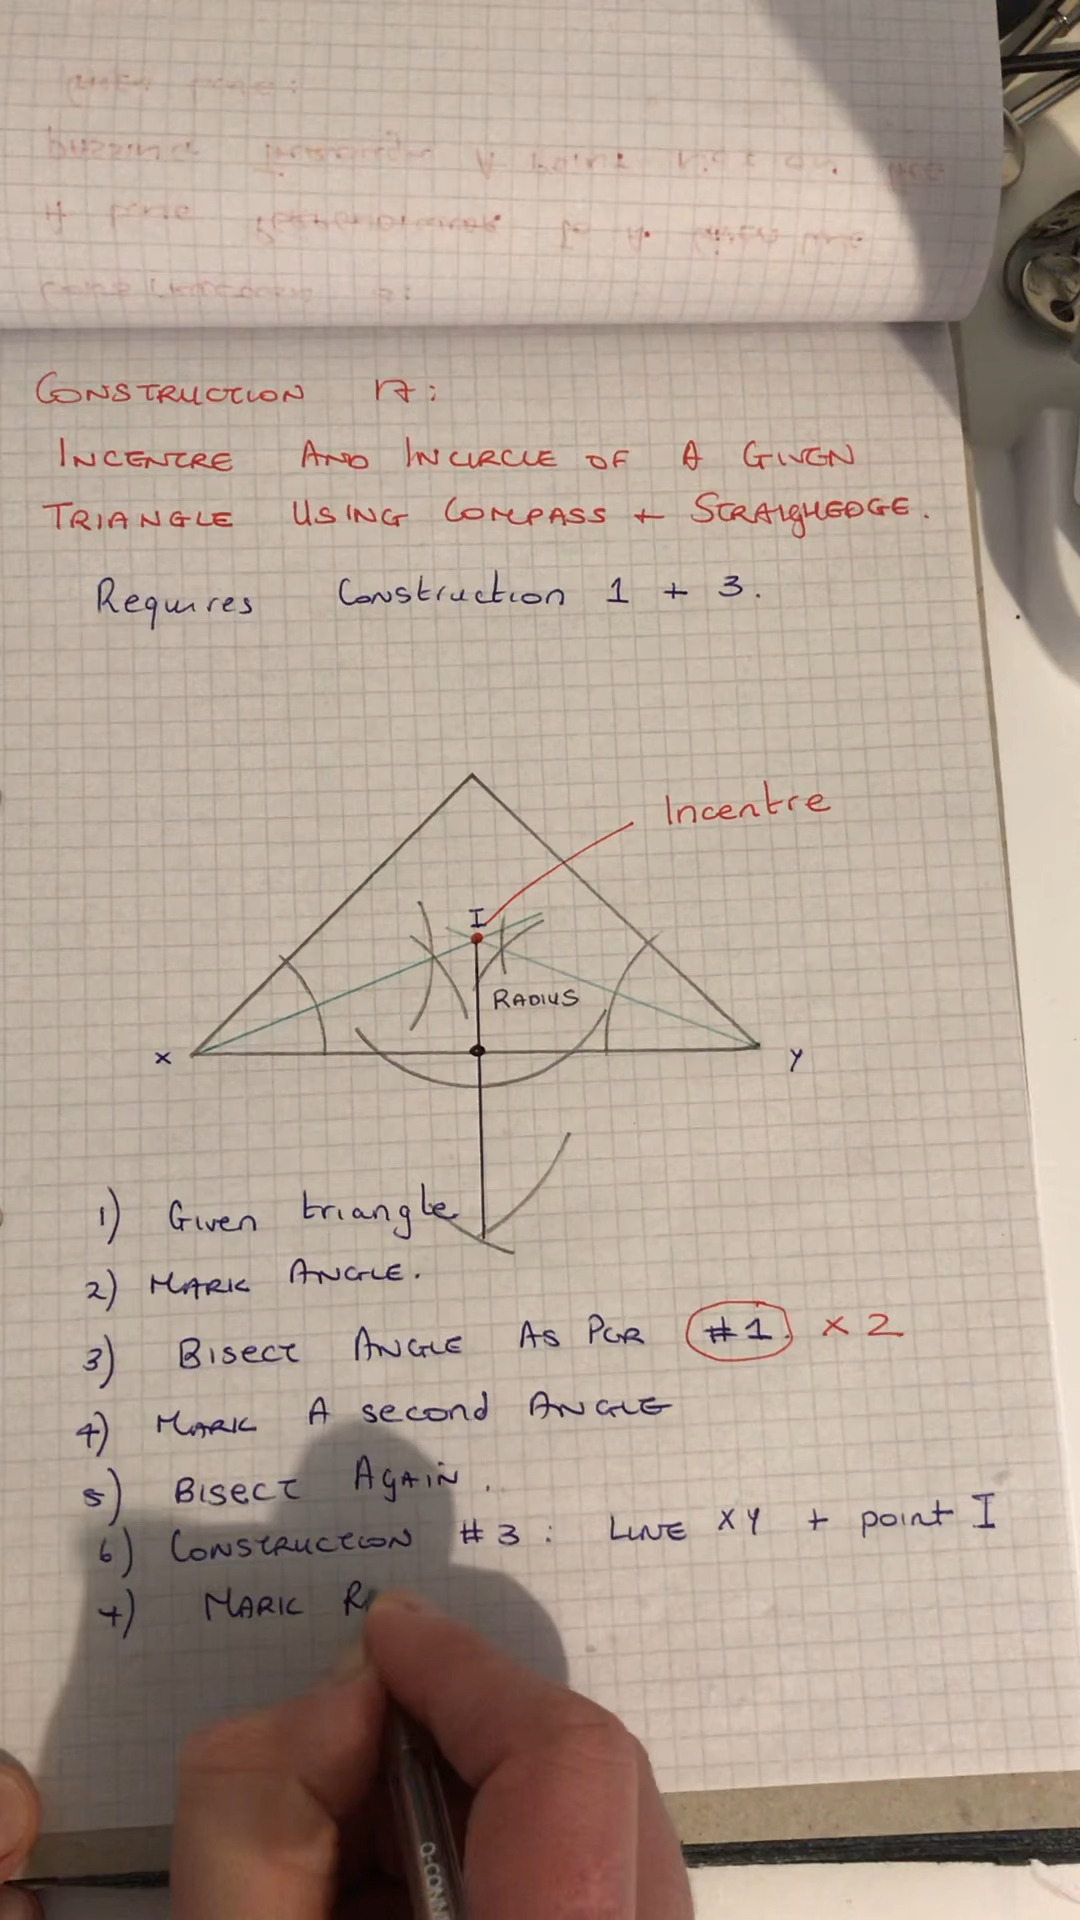 CONSTRUCTION 17:
INCENTRE AND INCIRCLE OF A GIVEN
TRIANGLE USING COMPASS + STRAIGHEDGE.
Requires Construction 1 + 3.
Incentre
I
RADIUS
X
Y
1) Given triangle
2) MARK ANGLE.
3) BISECT ANGLE AS PER #1. X 2
4) MARK A second ANGLE
5) BISECT AGAIN.
6) CONSTRUCTION #3: LINE XY + point I
7) MARK
O-CONN